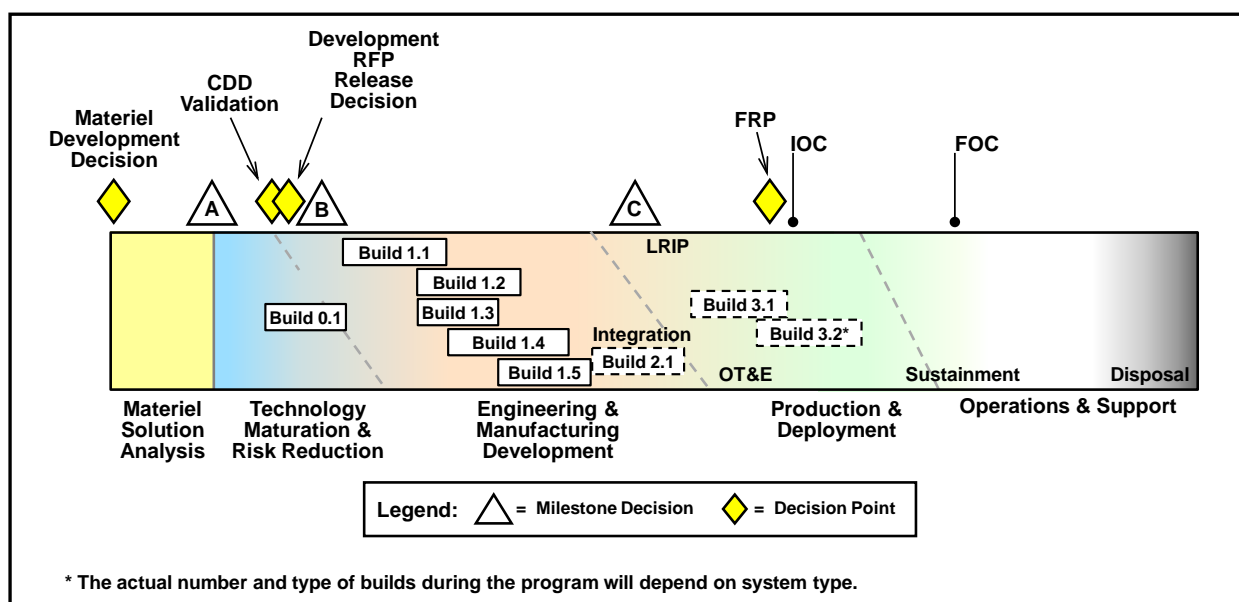 Development
RFP
Release
Decision
CDD
Validation
Materiel
Development
Decision
FRP
IOC
FOC
A
B
C
LRIP
Build 1.1
Build 1.2
Build 1.3
Build 0.1
Build 1.4
Build 1.5
Integration
Build 2.1
Build 3.1
Build 3.2*
OT&E
Sustainment
Disposal
Materiel
Solution
Analysis
Technology
Maturation &
Risk Reduction
Engineering &
Manufacturing
Development
Production &
Deployment
Operations & Support
Legend:
= Milestone Decision
= Decision Point
* The actual number and type of builds during the program will depend on system type.